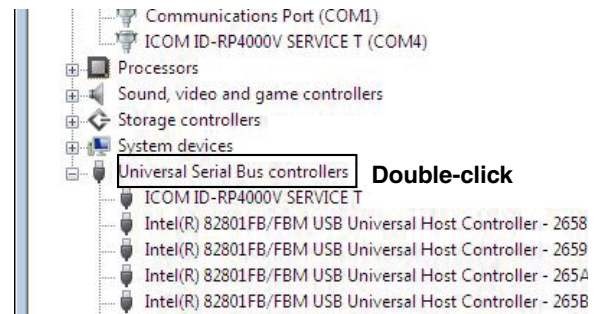 Communications Port (COM1)
ICOM ID-RP4000V SERVICE T (COM4)
Processors
Sound, video and game controllers
Storage controllers
System devices
Universal Serial Bus controllers Double-click
ICOM ID-RP4000V SERVICE T
Intel(R) 82801FB/FBM USB Universal Host Controller - 2658
Intel(R) 82801FB/FBM USB Universal Host Controller - 2659
Intel(R) 82801FB/FBM USB Universal Host Controller - 265A
Intel(R) 82801FB/FBM USB Universal Host Controller - 265B